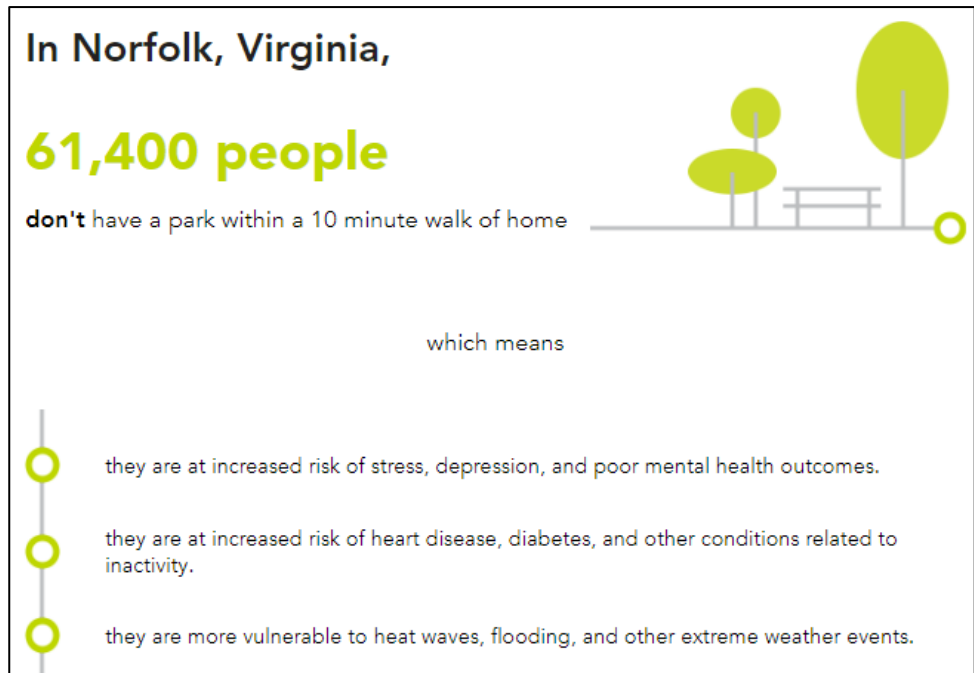 In Norfolk, Virginia,
61,400 people
don't have a park within a 10 minute walk of home
which means
they are at increased risk of stress, depression, and poor mental health outcomes.
they are at increased risk of heart disease, diabetes, and other conditions related to
inactivity.
they are more vulnerable to heat waves, flooding, and other extreme weather events.